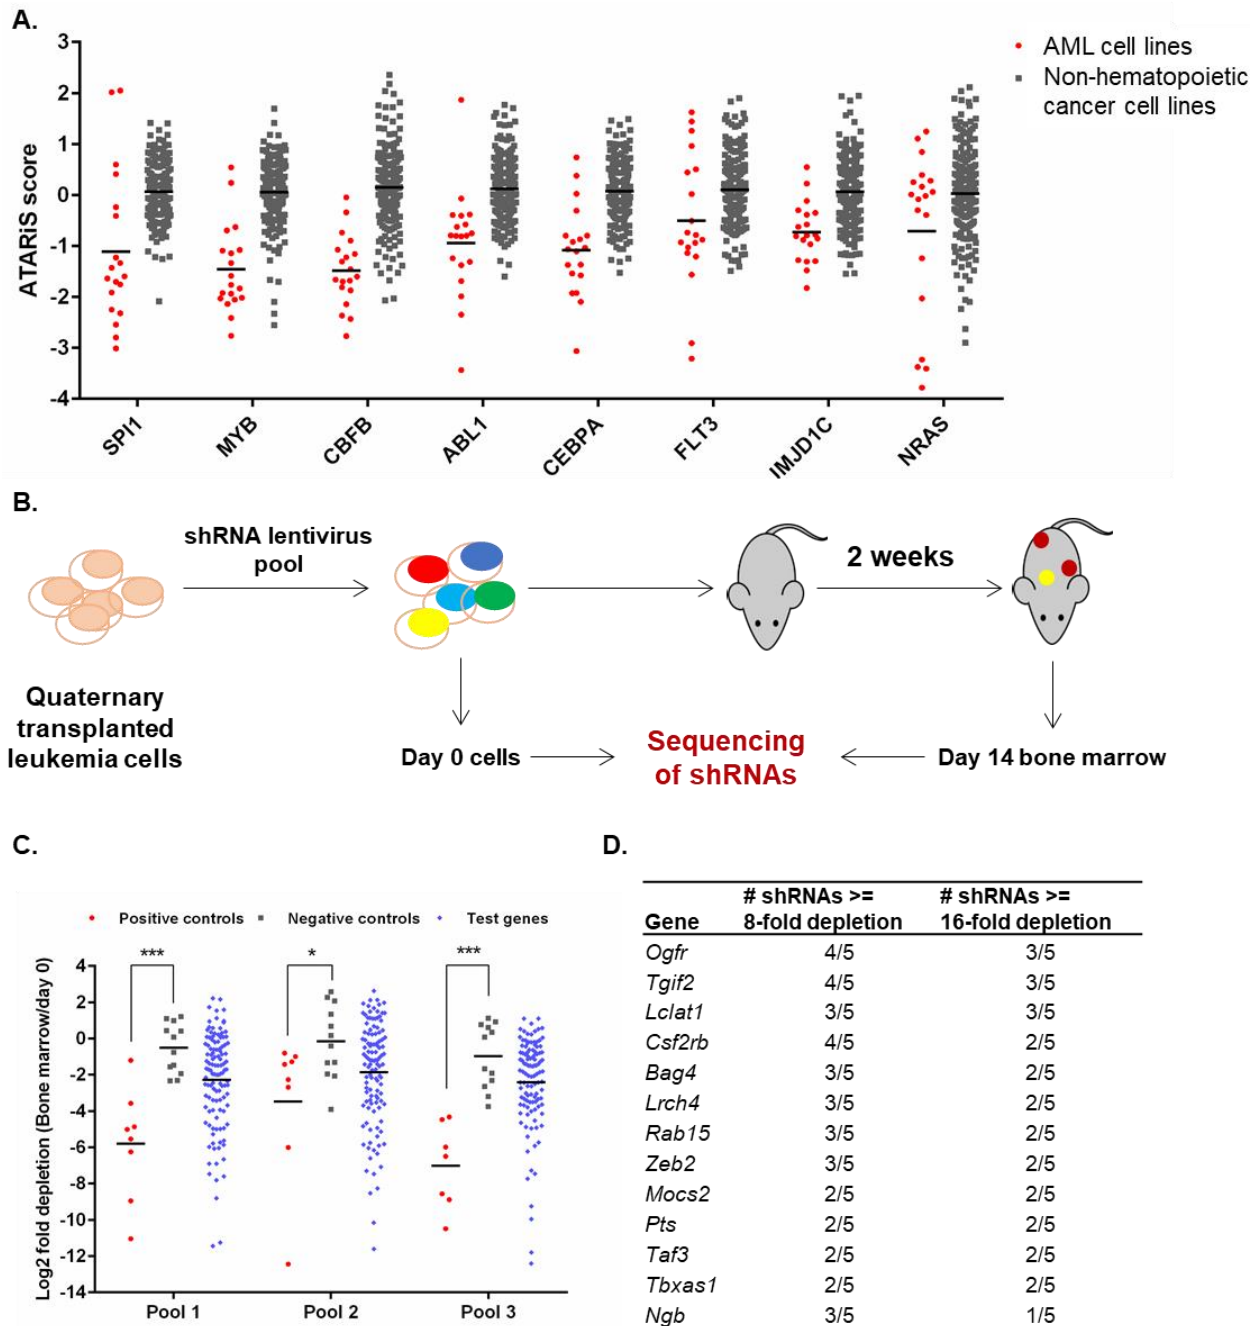 A.
3
2
1
0
-1
-2
-3
-4
ATARiS score
AML cell lines
Non-hematopoietic
cancer cell lines
SPI1
MYB
CBFB
ABL1
CEBPA
FLT3
IMJD1C
NRAS
B.
shRNA lentivirus
pool
2 weeks
Quaternary
transplanted
leukemia cells
Day 0 cells
Sequencing
of shRNAs
Day 14 bone marrow
C.
Positive controls
Negative controls
Test genes
Log2 fold depletion (Bone marrow/day 0)
4
2
0
-2
-4
-6
-8
-10
-12
-14
***
*
***
Pool 1
Pool 2
Pool 3
D.
# shRNAs >= # shRNAs >=
Gene 8-fold depletion 16-fold depletion
Ogfr 4/5 3/5
Tgif2 4/5 3/5
Lclat1 3/5 3/5
Csf2rb 4/5 2/5
Bag4 3/5 2/5
Lrch4 3/5 2/5
Rab15 3/5 2/5
Zeb2 3/5 2/5
Mocs2 2/5 2/5
Pts 2/5 2/5
Taf3 2/5 2/5
Tbxas1 2/5 2/5
Ngb 3/5 1/5